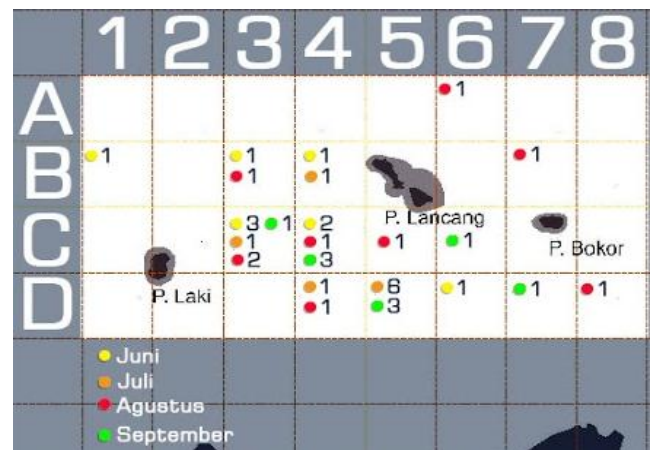 1 2 3 4 5 6 7 8
A 1
B 1 1 1 1
1 1
P. Lancang
C 3 1 2
1 1 1 1
P. Bokor
2 3
P. Laki
D 1 6 1 1 1
1 3
Juni
Juli
Agustus
September